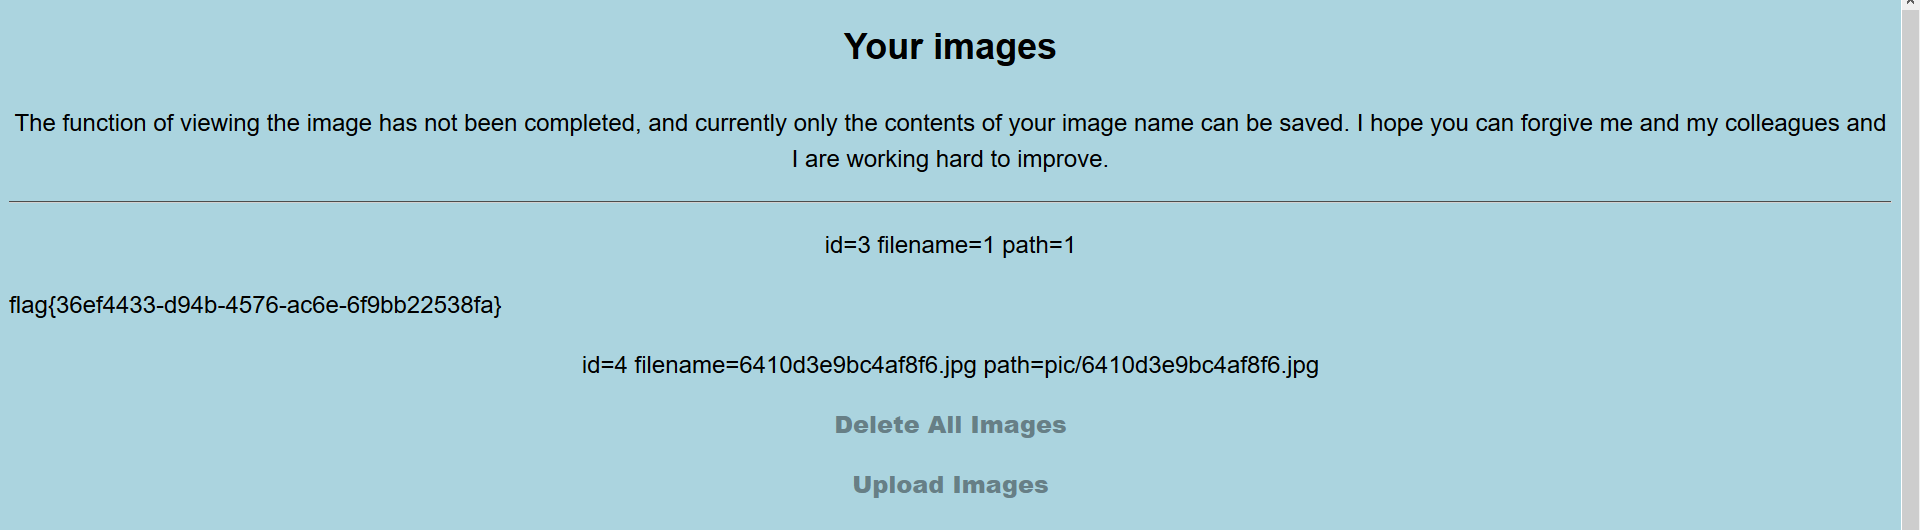 Your images
The function of viewing the image has not been completed, and currently only the contents of your image name can be saved. I hope you can forgive me and my colleagues and
I are working hard to improve.
id=3 filename=1 path=1
flag{36ef4433-d94b-4576-ac6e-6f9bb22538fa}
id=4 filename=6410d3e9bc4af8f6.jpg path=pic/6410d3e9bc4af8f6.jpg
Delete All Images
Upload Images